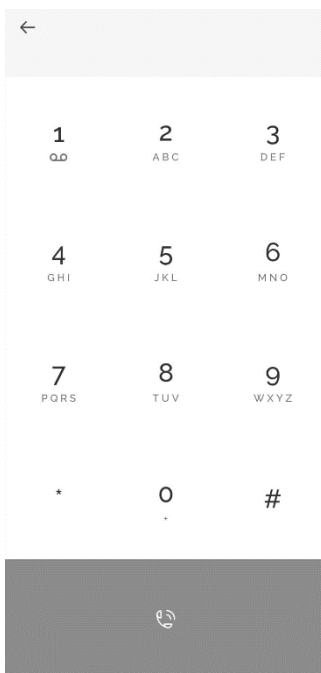 1 2 3
ABC DEF
4 5 6
GHI JKL MNO
7 8 9
PQRS TUV WXYZ
* 0 #
+